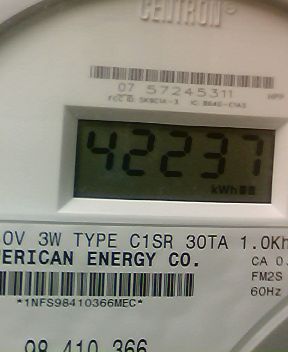 CENTRON®
07 57245311
42237
kWh
0V 3W TYPE C1SR 30TA 1.0Kh
ERICAN ENERGY CO.
CA 0.
FM2S
60Hz
*1NFS98410366MEC*
98 410 366